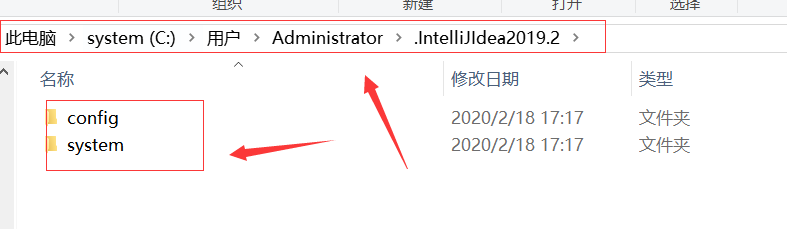 组织 新建 打开 选择
此电脑 system (C:) 用户 Administrator .IntelliJIdea2019.2
名称 修改日期 类型
config 2020/2/18 17:17 文件夹
system 2020/2/18 17:17 文件夹